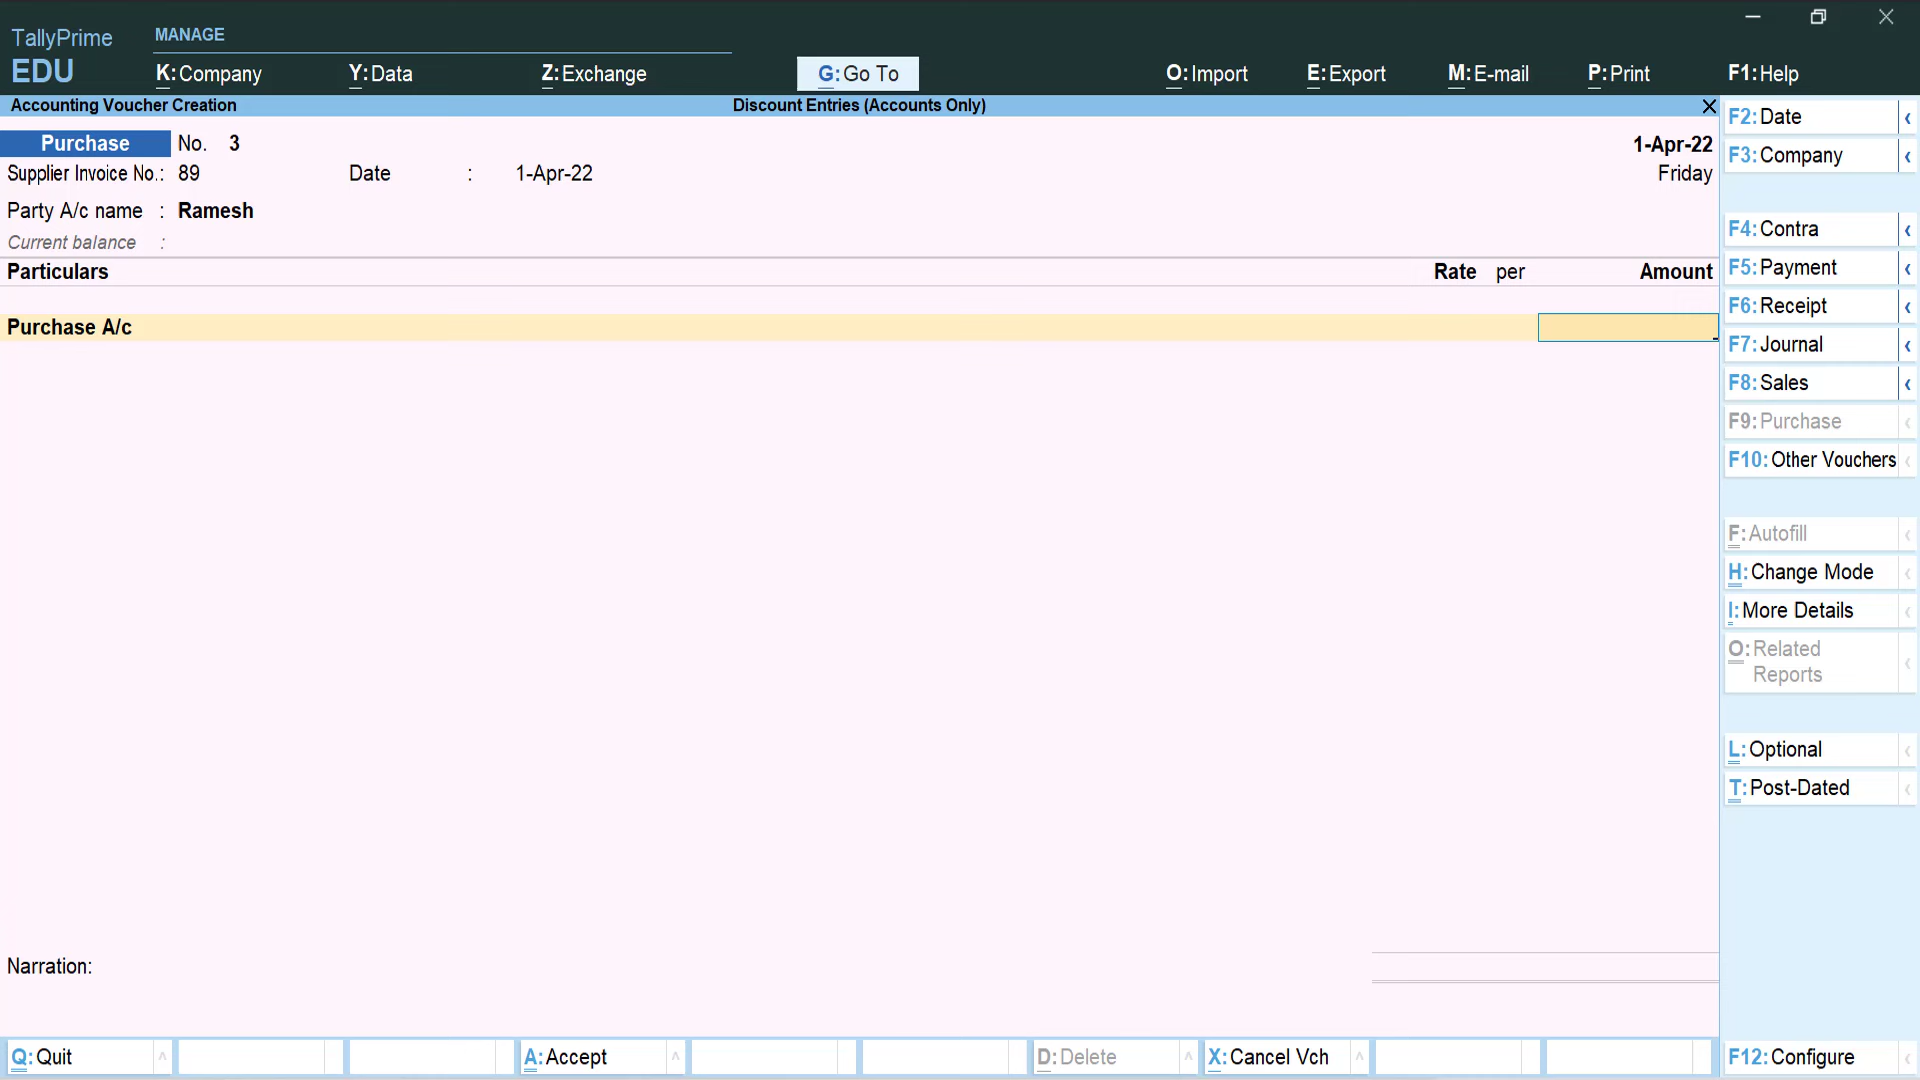 TallyPrime
EDU
MANAGE
K: Company
Y: Data
Z: Exchange
G: Go To
O: Import
E: Export
M: E-mail
P: Print
F1: Help
Accounting Voucher Creation
Discount Entries (Accounts Only)
Purchase No. 3
1-Apr-22
Supplier Invoice No.: 89 Date : 1-Apr-22
Friday
Party A/c name : Ramesh
Current balance :
Particulars Rate per Amount
Purchase A/c
Narration:
F2: Date
F3: Company
F4: Contra
F5: Payment
F6: Receipt
F7: Journal
F8: Sales
F9: Purchase
F10: Other Vouchers
F: Autofill
H: Change Mode
I: More Details
O: Related
Reports
L: Optional
T: Post-Dated
Q: Quit
A: Accept
D: Delete
X: Cancel Vch
F12: Configure